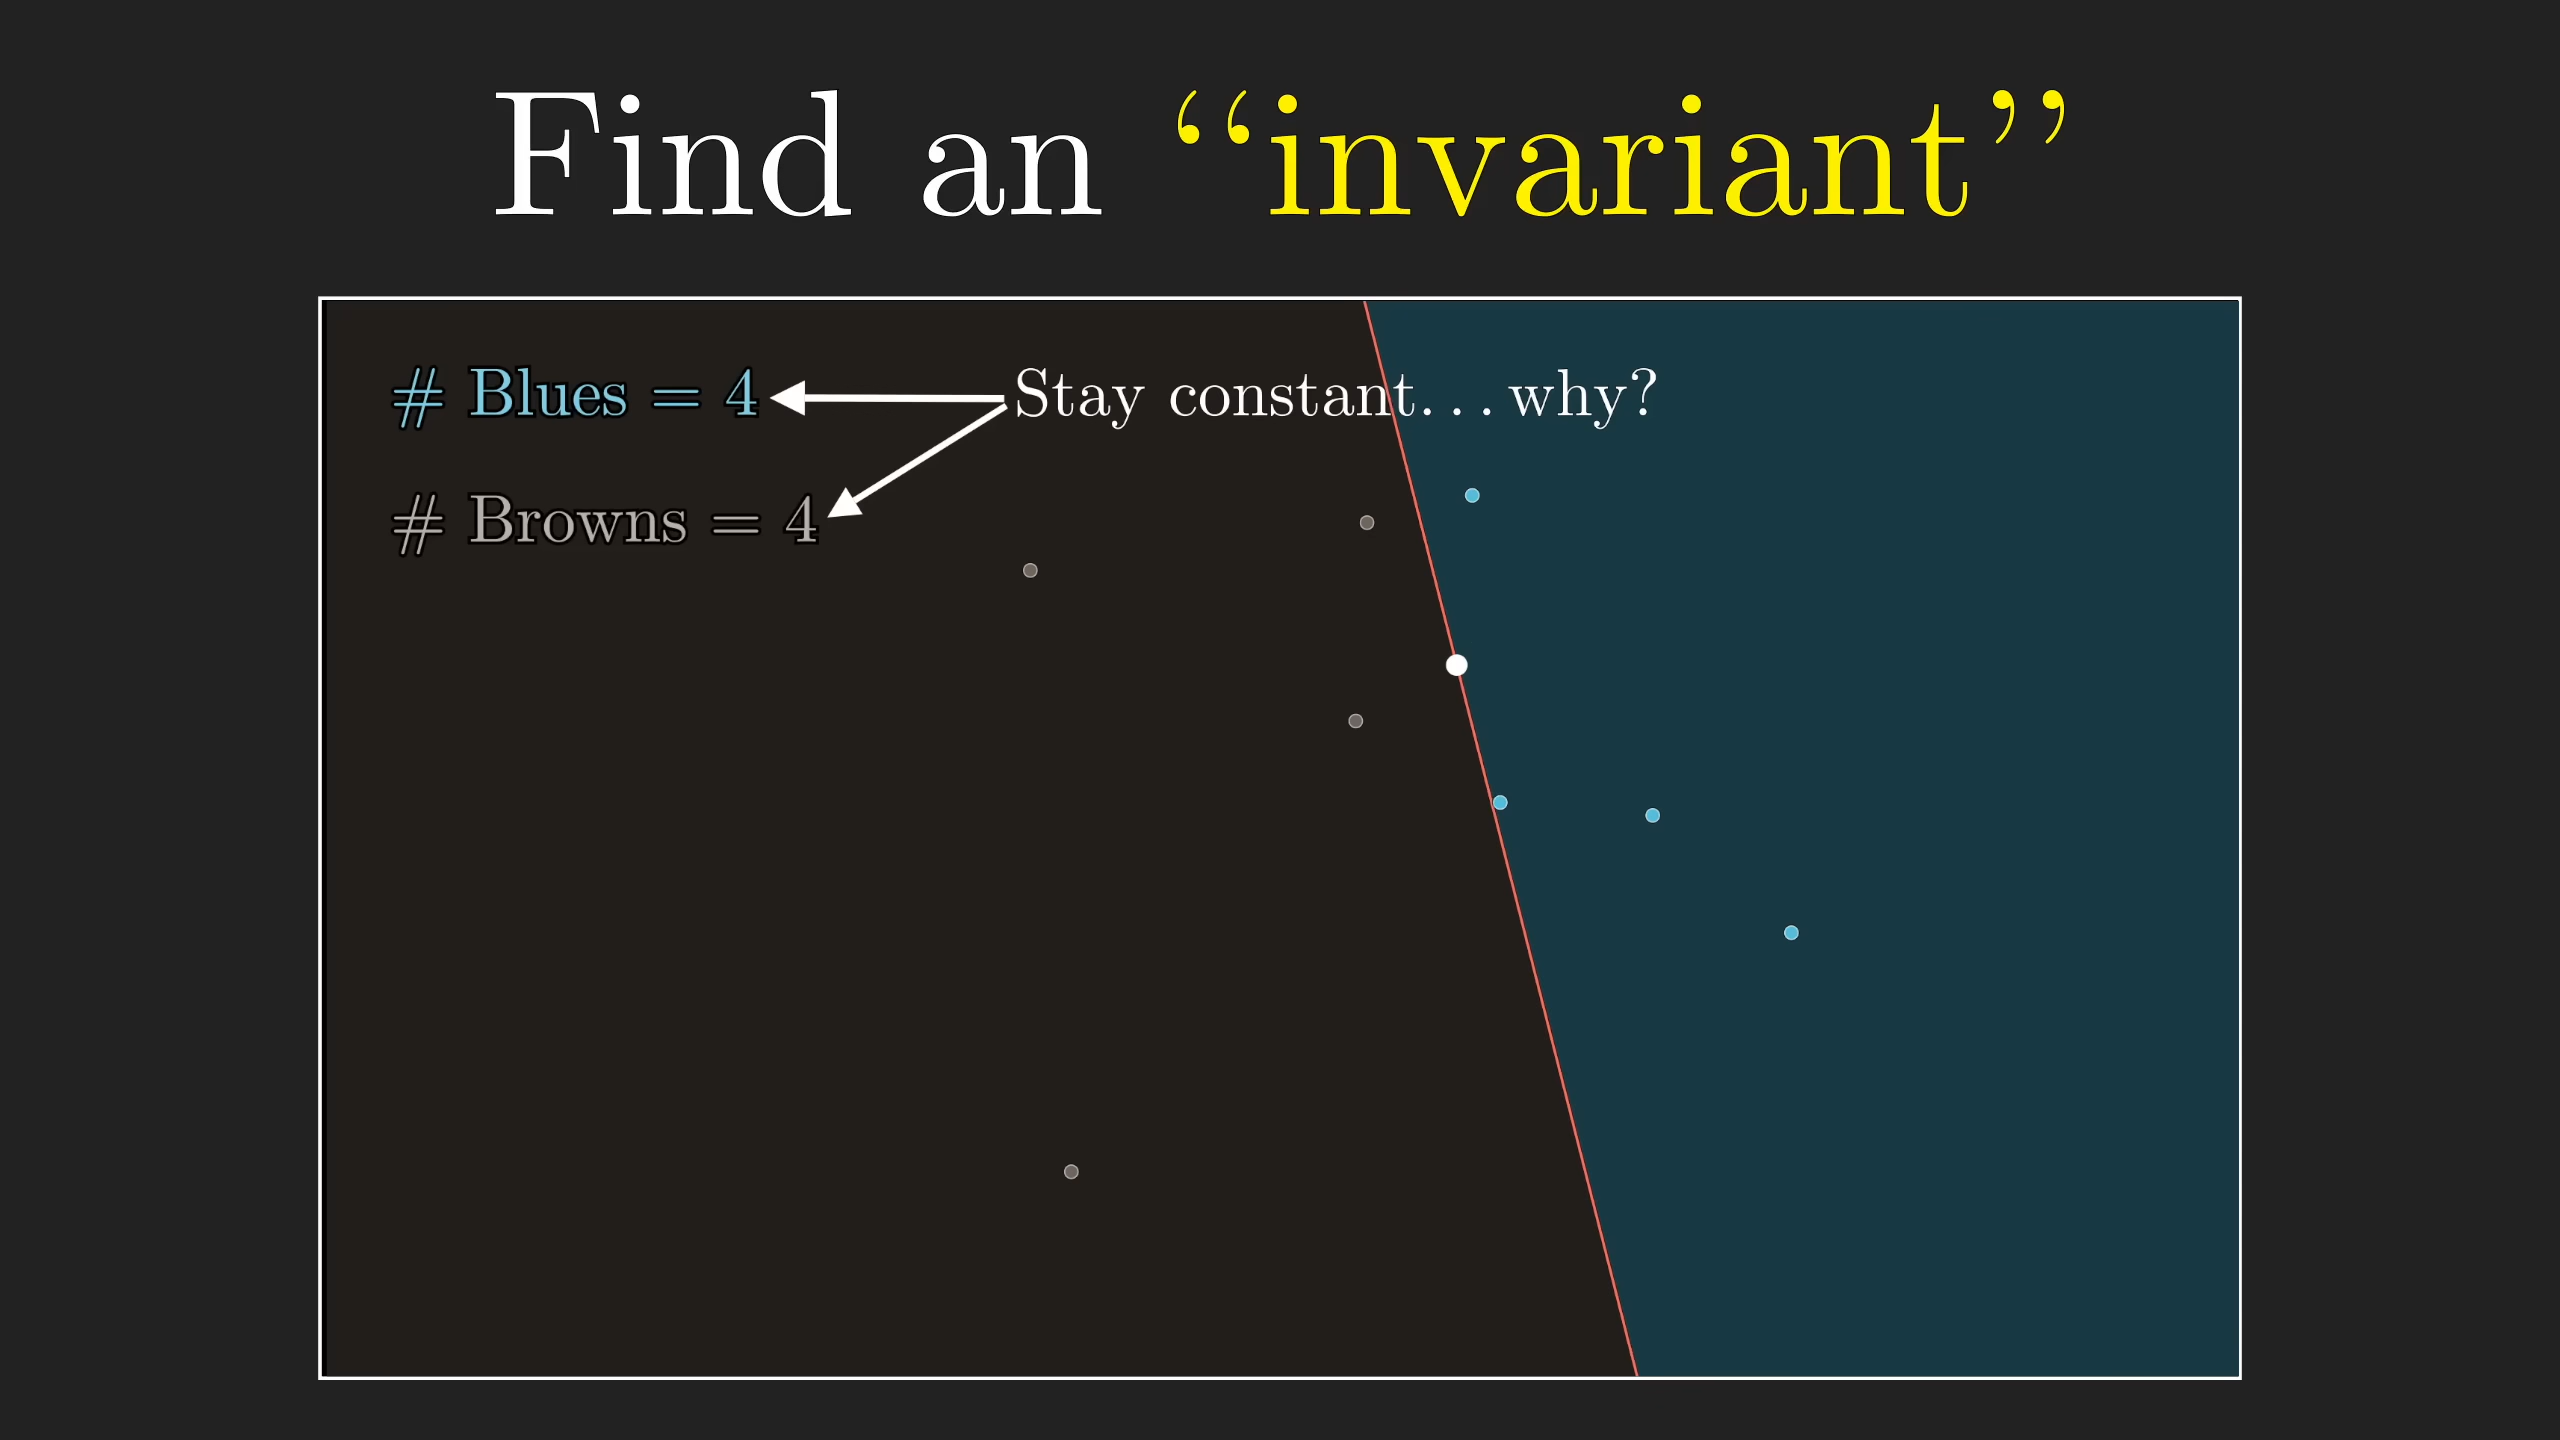 Find an “invariant”
# Blues = 4
Stay constant. . . why?
# Browns = 4